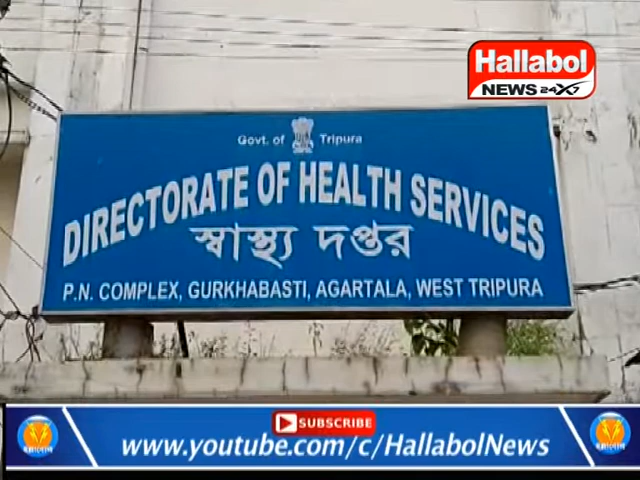 Hallabol
NEWS 24X7
Govt. of Tripura
DIRECTORATE OF HEALTH SERVICES
স্বাস্থ্য দপ্তর
P.N. COMPLEX, GURKHABASTI, AGARTALA, WEST TRIPURA
SUBSCRIBE
www.youtube.com/c/HallabolNews